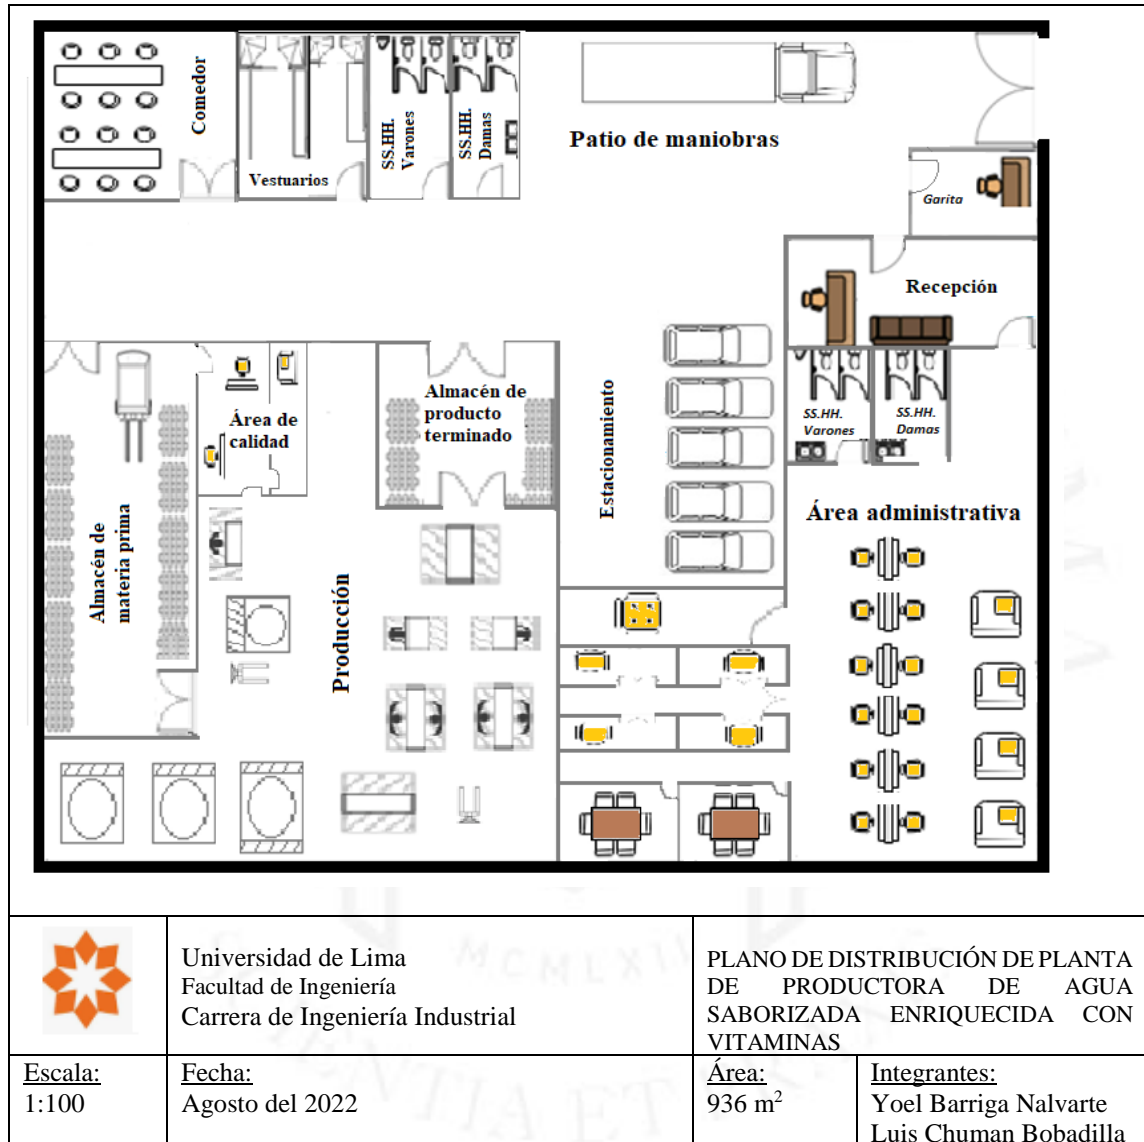 Comedor
Vestuarios
SS.HH.
Varones
SS.HH.
Damas
Patio de maniobras
Garita
Recepción
SS.HH.
Varones
SS.HH.
Damas
Área de
calidad
Almacén de
producto
terminado
Estacionamiento
Almacén de
materia prima
Producción
Área administrativa
Universidad de Lima
Facultad de Ingeniería
Carrera de Ingeniería Industrial
PLANO DE DISTRIBUCIÓN DE PLANTA
DE PRODUCTORA DE AGUA
SABORIZADA ENRIQUECIDA CON
VITAMINAS
Escala:
1:100
Fecha:
Agosto del 2022
Área:
936 m²
Integrantes:
Yoel Barriga Nalvarte
Luis Chuman Bobadilla
MCMLXII